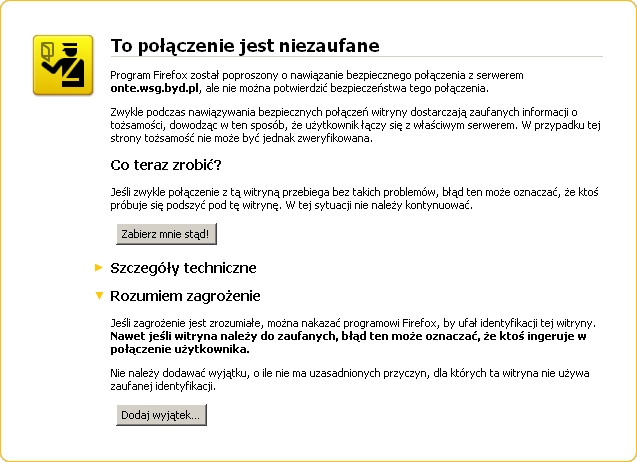 To połączenie jest niezaufane
Program Firefox został poproszony o nawiązanie bezpiecznego połączenia z serwerem
onte.wsg.byd.pl, ale nie można potwierdzić bezpieczeństwa tego połączenia.
Zwykle podczas nawiązywania bezpiecznych połączeń witryny dostarczają zaufanych informacji o
tożsamości, dowodząc w ten sposób, że użytkownik łączy się z właściwym serwerem. W przypadku tej
strony tożsamość nie może być jednak zweryfikowana.
Co teraz zrobić?
Jeśli zwykle połączenie z tą witryną przebiega bez takich problemów, błąd ten może oznaczać, że ktoś
próbuje się podszyć pod tę witrynę. W tej sytuacji nie należy kontynuować.
Zabierz mnie stąd!
Szczegóły techniczne
Rozumiem zagrożenie
Jeśli zagrożenie jest zrozumiałe, można nakazać programowi Firefox, by ufał identyfikacji tej witryny.
Nawet jeśli witryna należy do zaufanych, błąd ten może oznaczać, że ktoś ingeruje w
połączenie użytkownika.
Nie należy dodawać wyjątku, o ile nie ma uzasadnionych przyczyn, dla których ta witryna nie używa
zaufanej identyfikacji.
Dodaj wyjątek...